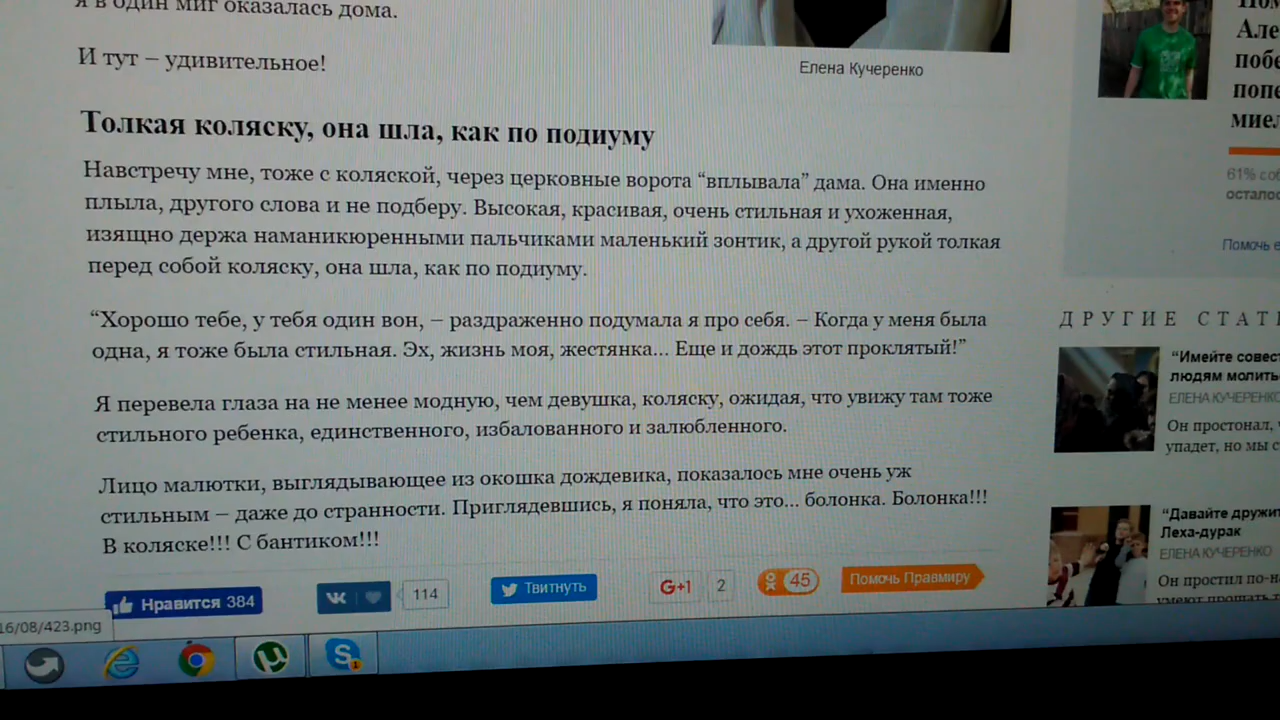 я в один миг оказалась дома.
И тут – удивительное!
Елена Кучеренко
Толкая коляску, она шла, как по подиуму
Навстречу мне, тоже с коляской, через церковные ворота “вплывала” дама. Она именно
плыла, другого слова и не подберу. Высокая, красивая, очень стильная и ухоженная,
изящно держа наманикюренными пальчиками маленький зонтик, а другой рукой толкая
перед собой коляску, она шла, как по подиуму.
“Хорошо тебе, у тебя один вон, – раздраженно подумала я про себя. – Когда у меня была
одна, я тоже была стильная. Эх, жизнь моя, жестянка... Еще и дождь этот проклятый!”
Я перевела глаза на не менее модную, чем девушка, коляску, ожидая, что увижу там тоже
стильного ребенка, единственного, избалованного и залюбленного.
Лицо малютки, выглядывающее из окошка дождевика, показалось мне очень уж
стильным – даже до странности. Приглядевшись, я поняла, что это... болонка. Болонка!!!
В коляске!!! С бантиком!!!
Нравится 384
114
Твитнуть
G+1 2
45
Помочь Правмиру
16/08/423.png
Але
побе
попе
миел
61% соб
осталос
Помочь е
ДРУГИЕ СТАТ
“Имейте совес
людям молить
ЕЛЕНА КУЧЕРЕНКО
Он простонал,
упадет, но мы с
“Давайте дружит
Леха-дурак
ЕЛЕНА КУЧЕРЕНКО
Он простил по-н